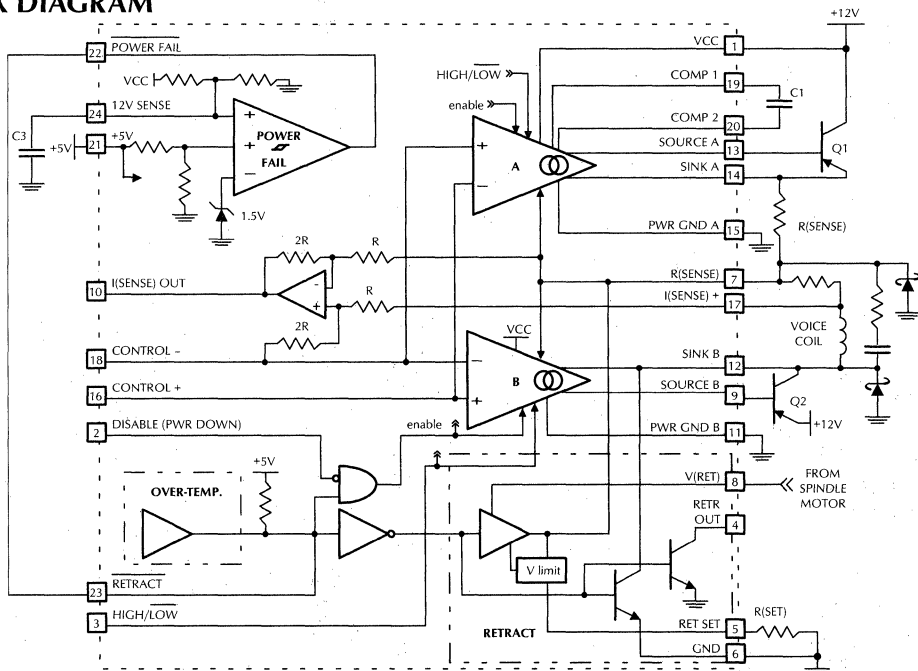 K DIAGRAM
+12V
22 POWER FAIL
VCC
1
VCC
HIGH/LOW
COMP 1
19
24 12V SENSE
enable
C1
C3
COMP 2
20
+5V
21
+5V
POWER FAIL
SOURCE A
13
Q1
A
SINK A
14
1.5V
PWR GND A
15
R(SENSE)
2R
R
R(SENSE)
7
10 I(SENSE) OUT
R
I(SENSE) +
17
2R
VCC
VOICE COIL
18 CONTROL -
SINK B
12
B
SOURCE B
9
Q2
16 CONTROL +
+12V
2 DISABLE (PWR DOWN)
enable
PWR GND B
11
+5V
OVER-TEMP.
V(RET)
8
FROM SPINDLE MOTOR
RETR OUT
4
V limit
23 RETRACT
3 HIGH/LOW
RETRACT
RET SET
5
R(SET)
GND
6